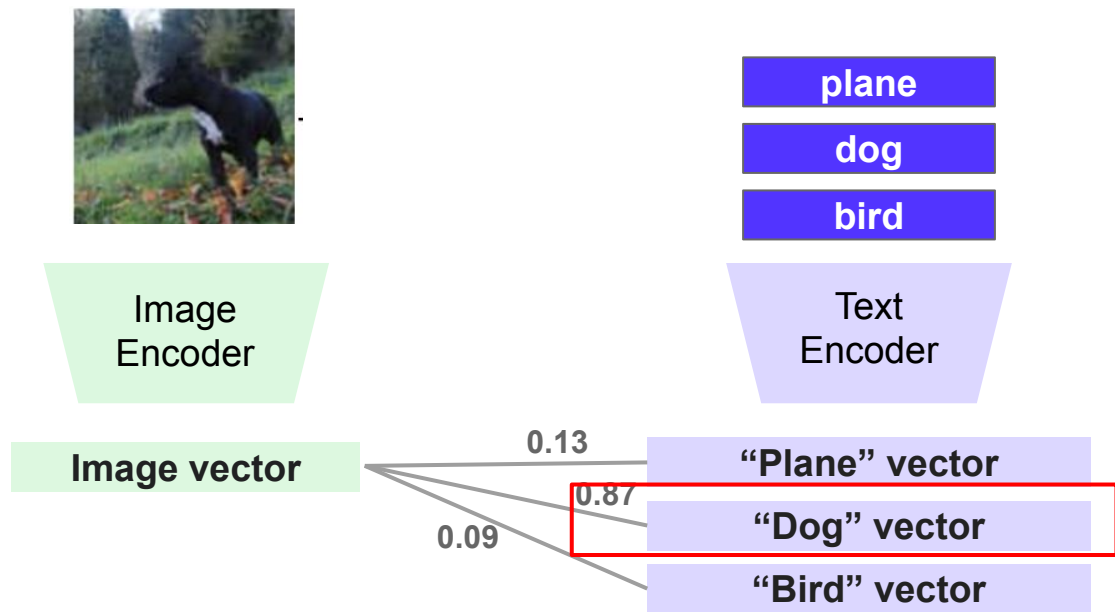 plane
dog
bird
Image
Encoder
Text
Encoder
Image vector
0.13
0.87
0.09
“Plane” vector
“Dog” vector
“Bird” vector